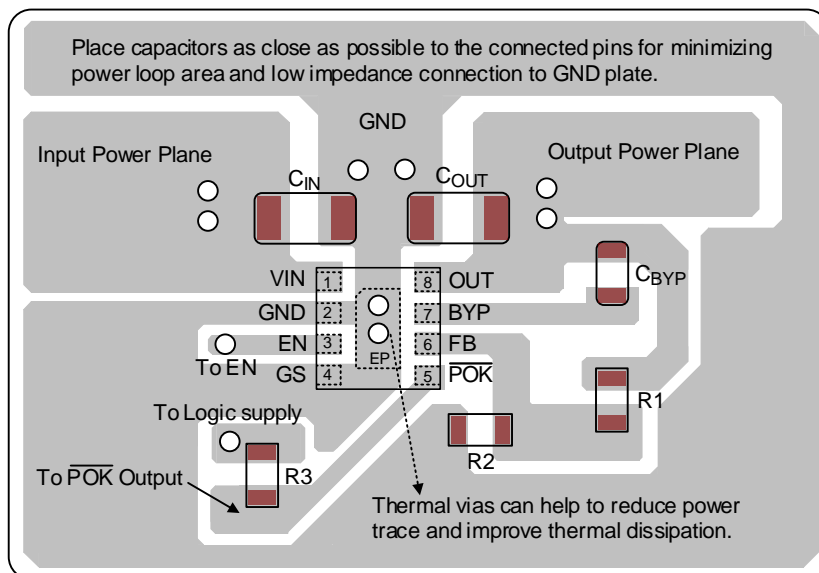 Place capacitors as close as possible to the connected pins for minimizing
power loop area and low impedance connection to GND plate.
GND
Input Power Plane
Output Power Plane
CIN
COUT
VIN
1
8
OUT
CBYP
GND
2
7
BYP
EN
3
6
FB
To EN
EP
GS
4
5
POK
R1
To Logic supply
R2
To POK Output
R3
Thermal vias can help to reduce power
trace and improve thermal dissipation.